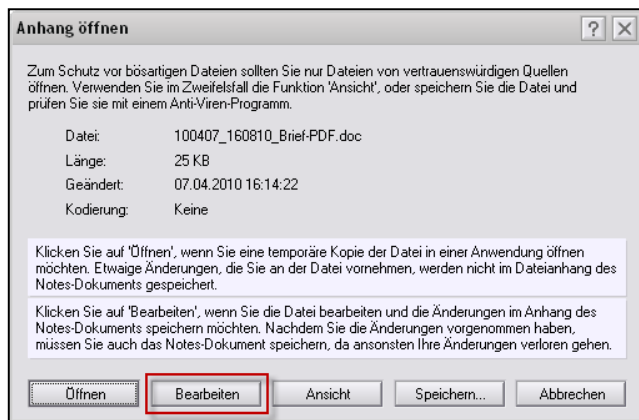 Anhang öffnen
Zum Schutz vor bösartigen Dateien sollten Sie nur Dateien von vertrauenswürdigen Quellen
öffnen. Verwenden Sie im Zweifelsfall die Funktion 'Ansicht', oder speichern Sie die Datei und
prüfen Sie sie mit einem Anti-Viren-Programm.
Datei: 100407_160810_Brief-PDF.doc
Länge: 25 KB
Geändert: 07.04.2010 16:14:22
Kodierung: Keine
Klicken Sie auf 'Öffnen', wenn Sie eine temporäre Kopie der Datei in einer Anwendung öffnen
möchten. Etwaige Änderungen, die Sie an der Datei vornehmen, werden nicht im Dateianhang des
Notes-Dokuments gespeichert.
Klicken Sie auf 'Bearbeiten', wenn Sie die Datei bearbeiten und die Änderungen im Anhang des
Notes-Dokuments speichern möchten. Nachdem Sie die Änderungen vorgenommen haben,
müssen Sie auch das Notes-Dokument speichern, da ansonsten Ihre Änderungen verloren gehen.
Öffnen Bearbeiten Ansicht Speichern... Abbrechen